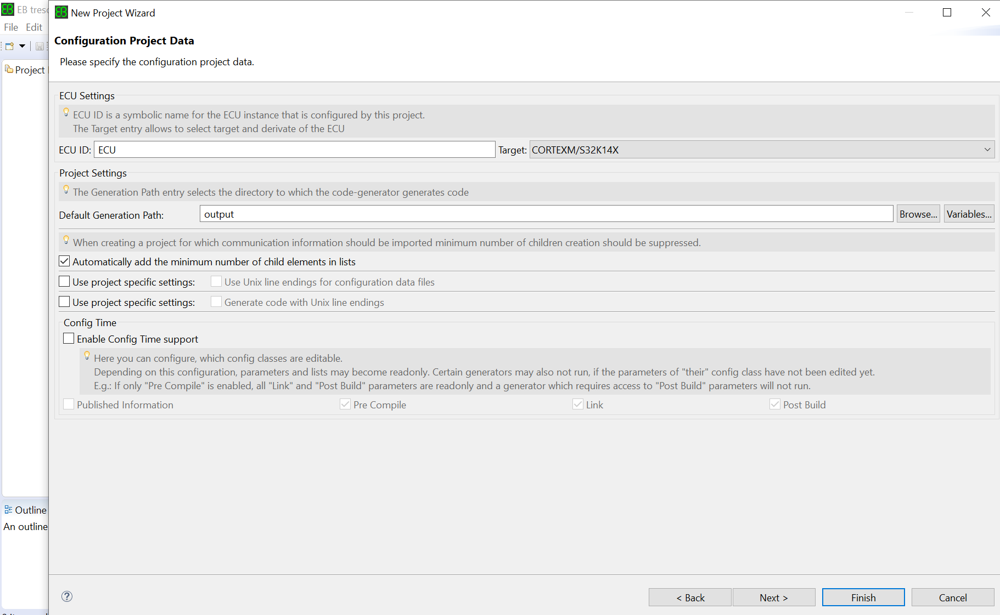 EB tresc
New Project Wizard
File Edit
Configuration Project Data
Please specify the configuration project data.
Project
ECU Settings
ECU ID is a symbolic name for the ECU instance that is configured by this project.
The Target entry allows to select target and derivate of the ECU
ECU ID: ECU Target: CORTEXM/S32K14X
Project Settings
The Generation Path entry selects the directory to which the code-generator generates code
Default Generation Path: output Browse... Variables...
When creating a project for which communication information should be imported minimum number of children creation should be suppressed.
Automatically add the minimum number of child elements in lists
Use project specific settings: Use Unix line endings for configuration data files
Use project specific settings: Generate code with Unix line endings
Config Time
Enable Config Time support
Here you can configure, which config classes are editable.
Depending on this configuration, parameters and lists may become readonly. Certain generators may also not run, if the parameters of "their" config class have not been edited yet.
E.g.: If only "Pre Compile" is enabled, all "Link" and "Post Build" parameters are readonly and a generator which requires access to "Post Build" parameters will not run.
Published Information Pre Compile Link Post Build
Outline
An outline
< Back Next > Finish Cancel